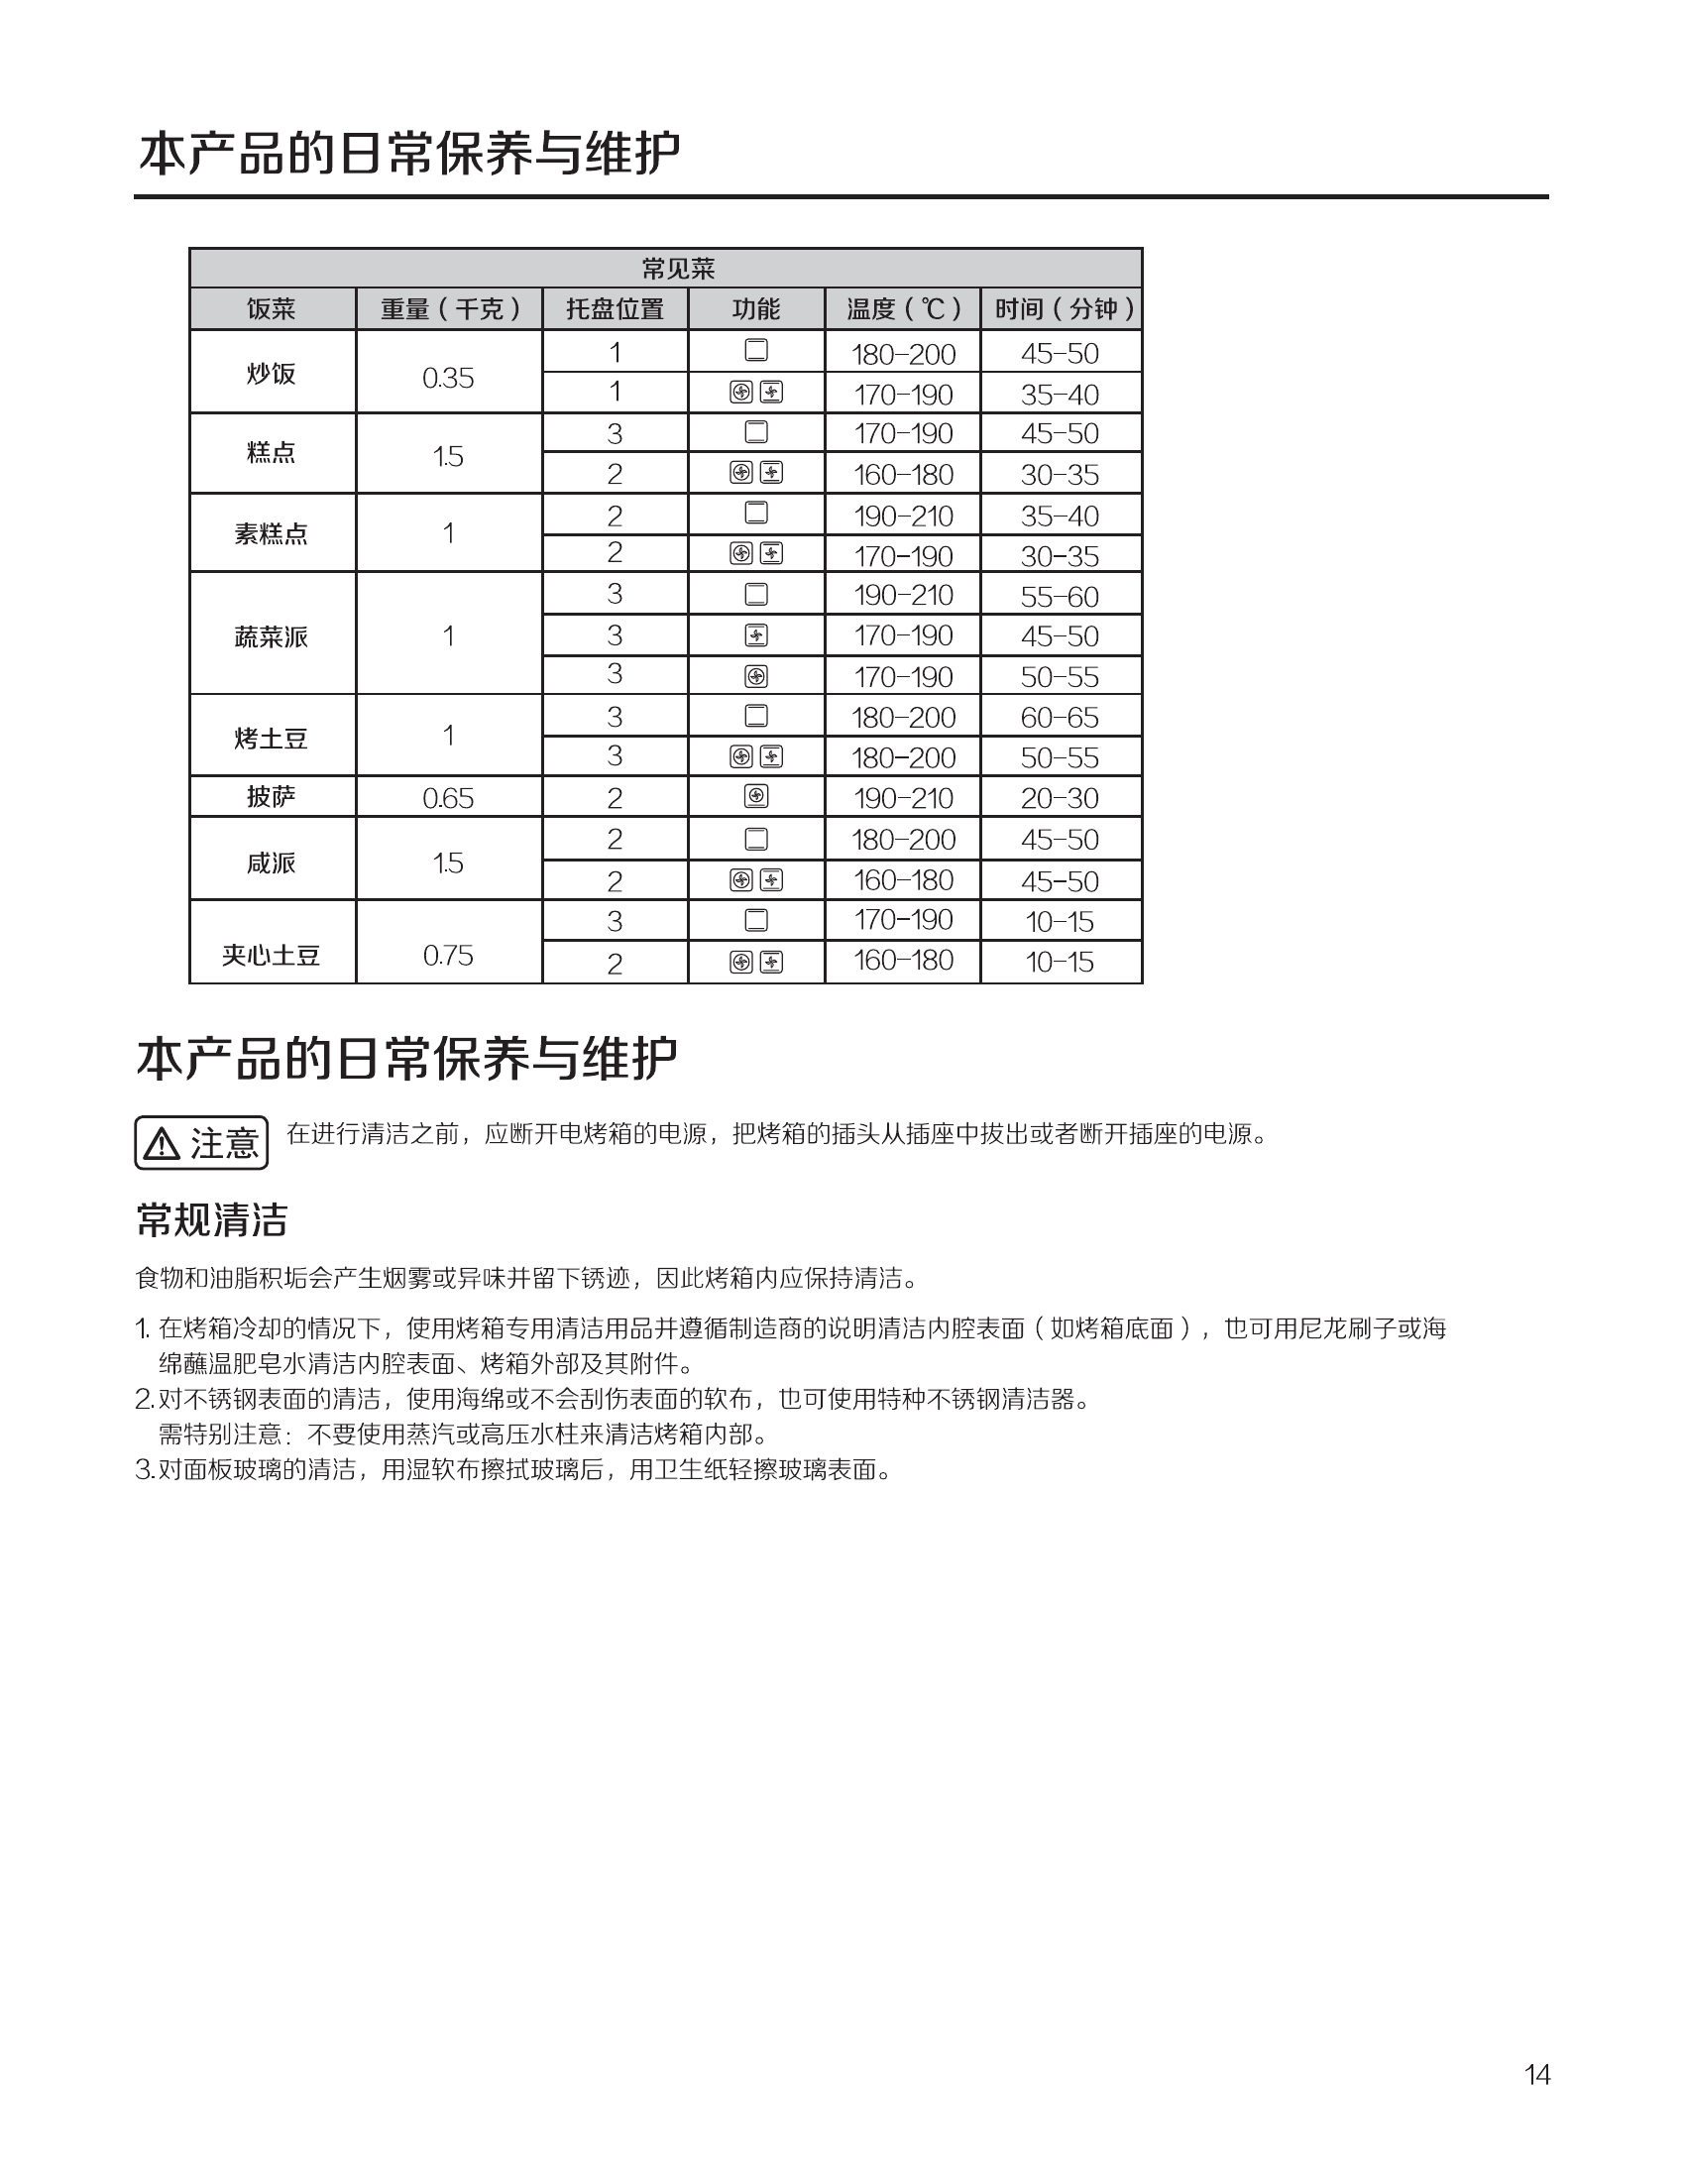 本产品的日常保养与维护
常见菜
饭菜 重量（千克） 托盘位置 功能 温度（℃） 时间（分钟）
炒饭 0.35 1 180-200 45-50
1 170-190 35-40
糕点 1.5 3 170-190 45-50
2 160-180 30-35
素糕点 1 2 190-210 35-40
2 170-190 30-35
蔬菜派 1 3 190-210 55-60
3 170-190 45-50
3 170-190 50-55
烤土豆 1 3 180-200 60-65
3 180-200 50-55
披萨 0.65 2 190-210 20-30
咸派 1.5 2 180-200 45-50
2 160-180 45-50
夹心土豆 0.75 3 170-190 10-15
2 160-180 10-15
本产品的日常保养与维护
注意 在进行清洁之前，应断开电烤箱的电源，把烤箱的插头从插座中拔出或者断开插座的电源。
常规清洁
食物和油脂积垢会产生烟雾或异味并留下锈迹，因此烤箱内应保持清洁。
1. 在烤箱冷却的情况下，使用烤箱专用清洁用品并遵循制造商的说明清洁内腔表面（如烤箱底面），也可用尼龙刷子或海
绵蘸温肥皂水清洁内腔表面、烤箱外部及其附件。
2.对不锈钢表面的清洁，使用海绵或不会刮伤表面的软布，也可使用特种不锈钢清洁器。
需特别注意：不要使用蒸汽或高压水柱来清洁烤箱内部。
3.对面板玻璃的清洁，用湿软布擦拭玻璃后，用卫生纸轻擦玻璃表面。
14